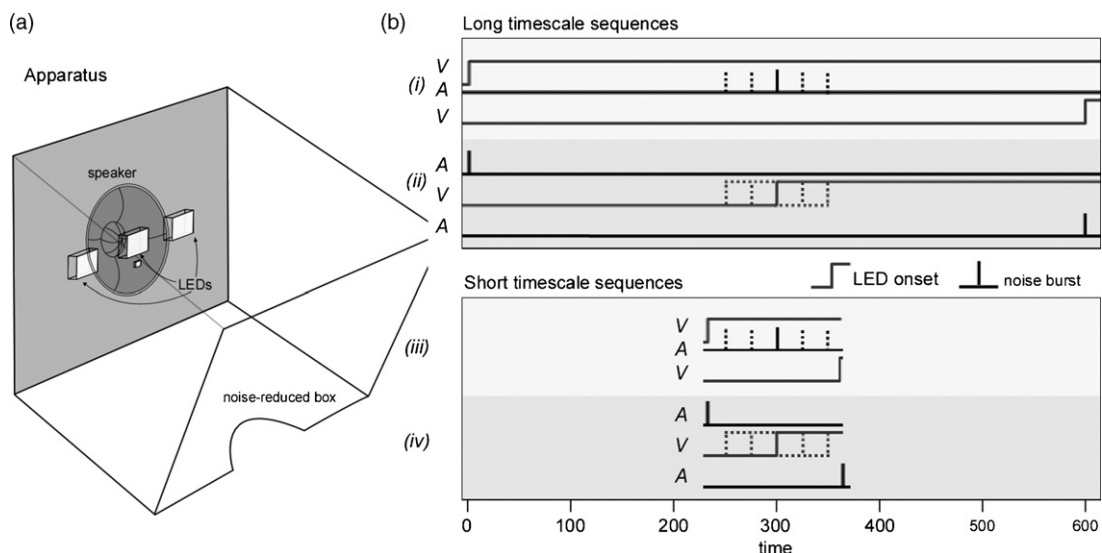 (a)
Apparatus
speaker
LEDs
noise-reduced box
(b)
Long timescale sequences
V
(i)
A
V
A
(ii)
V
A
Short timescale sequences
LED onset
noise burst
V
A
(iii)
V
A
(iv)
V
A
0 100 200 300 400 500 600
time